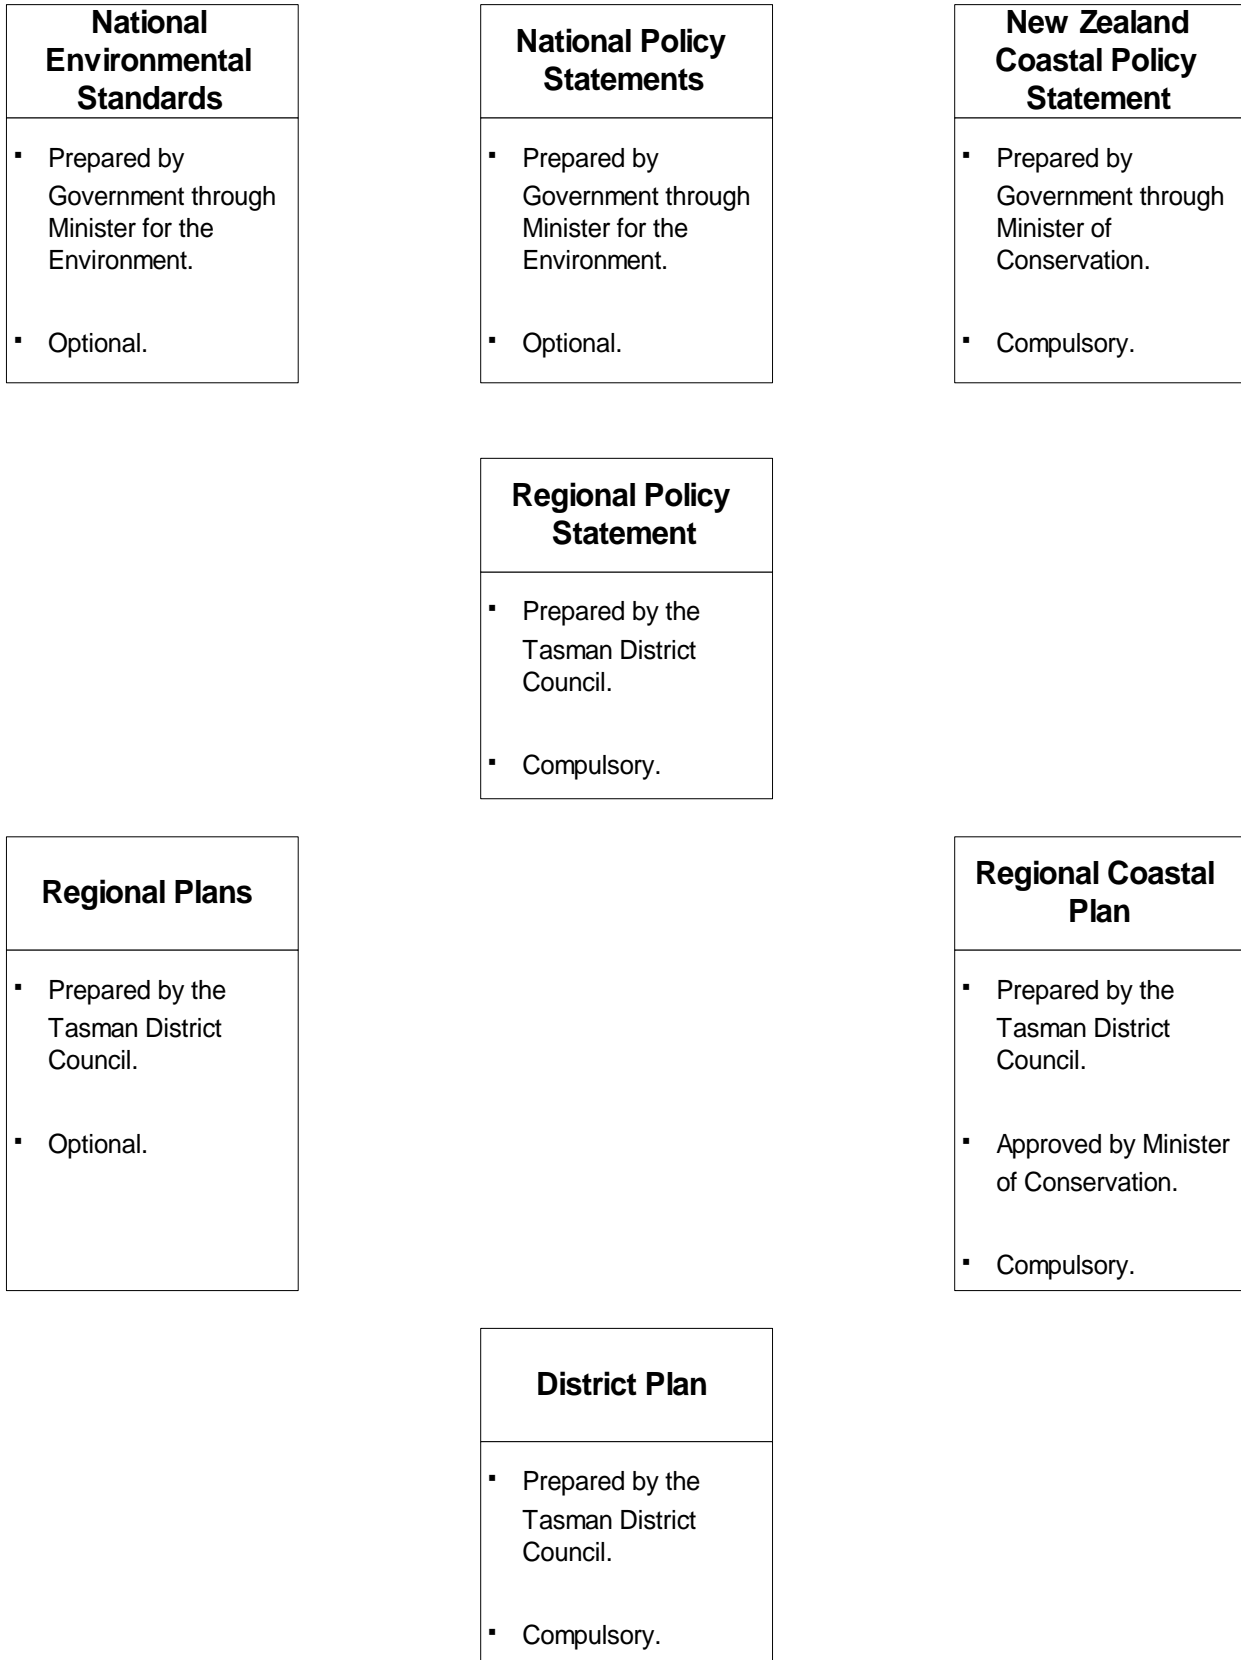 National
Environmental
Standards
▪ Prepared by
Government through
Minister for the
Environment.
▪ Optional.
National Policy
Statements
▪ Prepared by
Government through
Minister for the
Environment.
▪ Optional.
New Zealand
Coastal Policy
Statement
▪ Prepared by
Government through
Minister of
Conservation.
▪ Compulsory.
Regional Policy
Statement
▪ Prepared by the
Tasman District
Council.
▪ Compulsory.
Regional Plans
▪ Prepared by the
Tasman District
Council.
▪ Optional.
Regional Coastal
Plan
▪ Prepared by the
Tasman District
Council.
▪ Approved by Minister
of Conservation.
▪ Compulsory.
District Plan
▪ Prepared by the
Tasman District
Council.
▪ Compulsory.